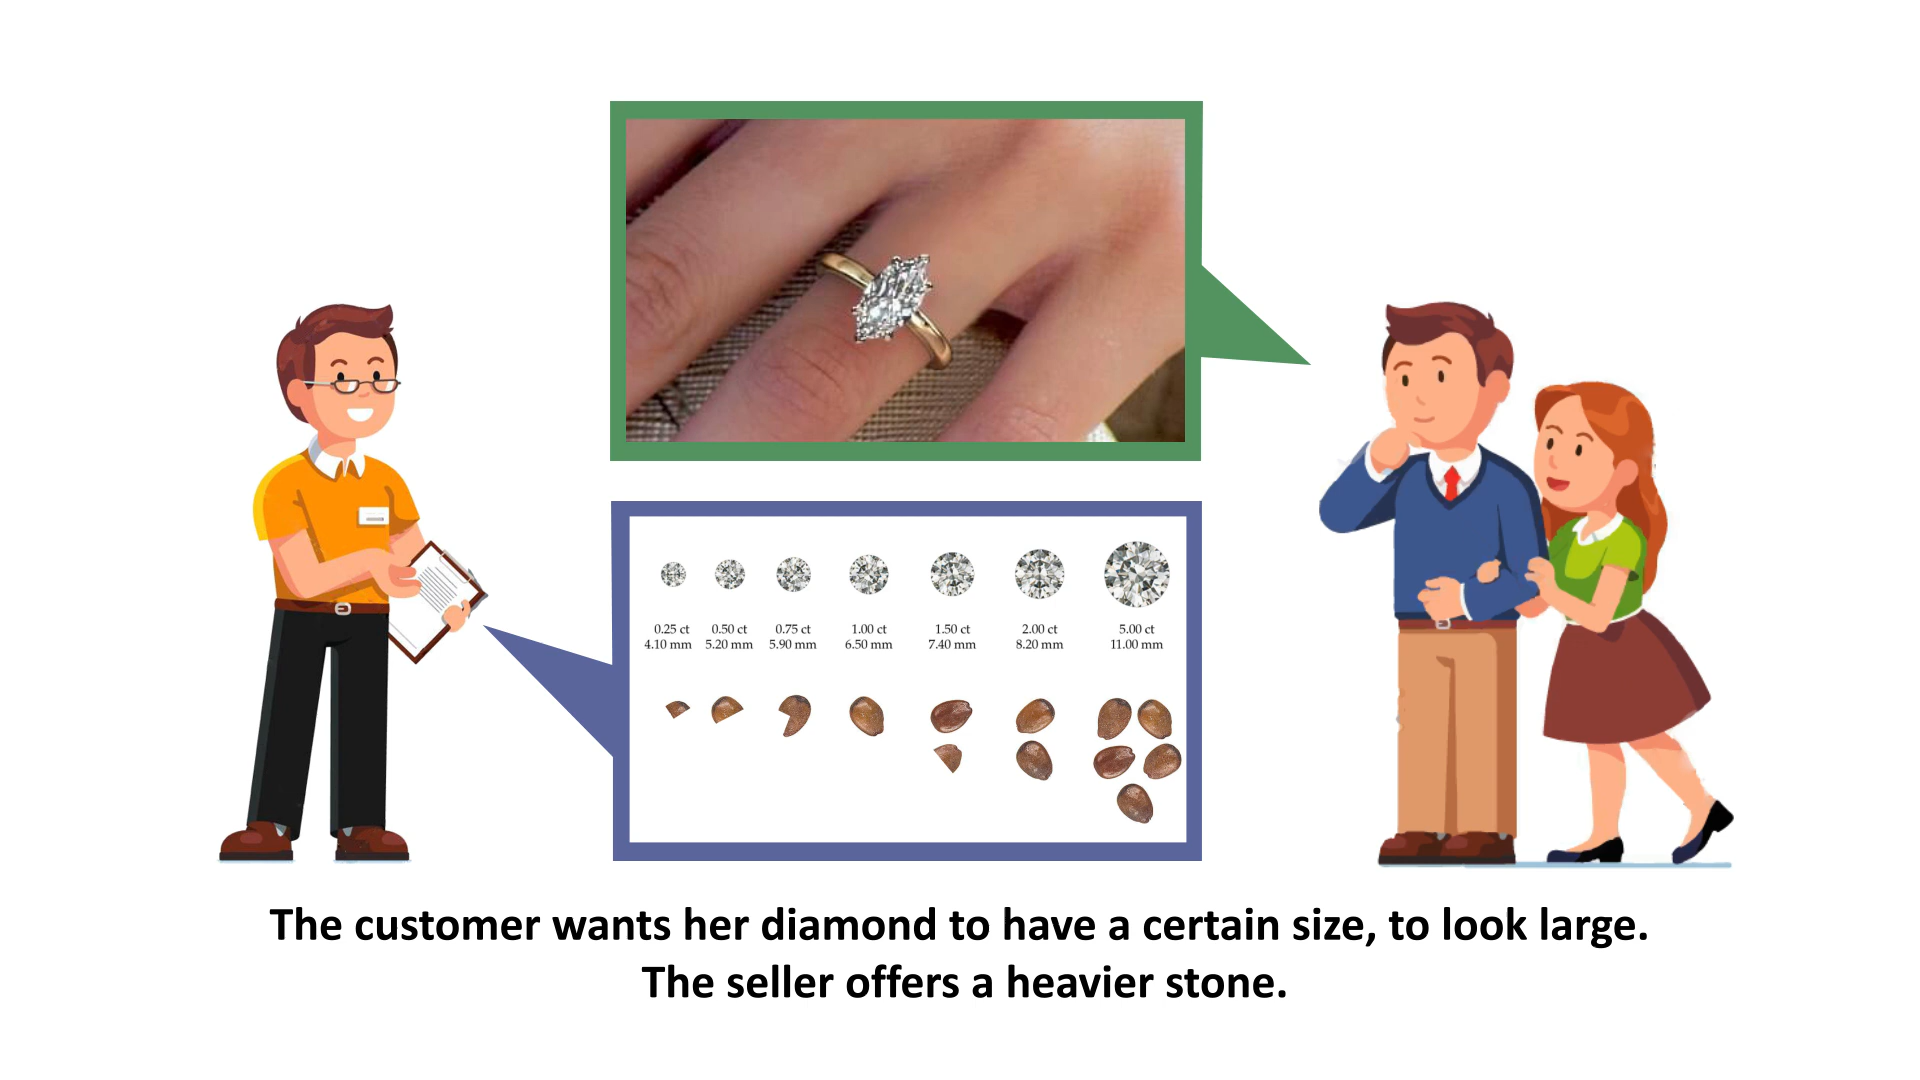 0.25 ct 0.50 ct 0.75 ct 1.00 ct 1.50 ct 2.00 ct 5.00 ct
4.10 mm 5.20 mm 5.90 mm 6.50 mm 7.40 mm 8.20 mm 11.00 mm
The customer wants her diamond to have a certain size, to look large.
The seller offers a heavier stone.